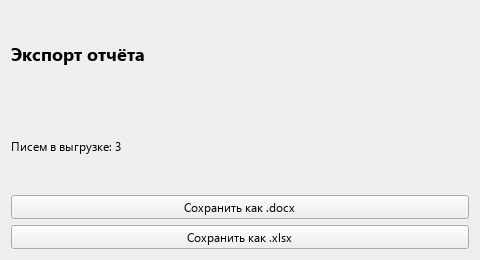 Экспорт отчёта
Писем в выгрузке: 3
Сохранить как .docx
Сохранить как .xlsx